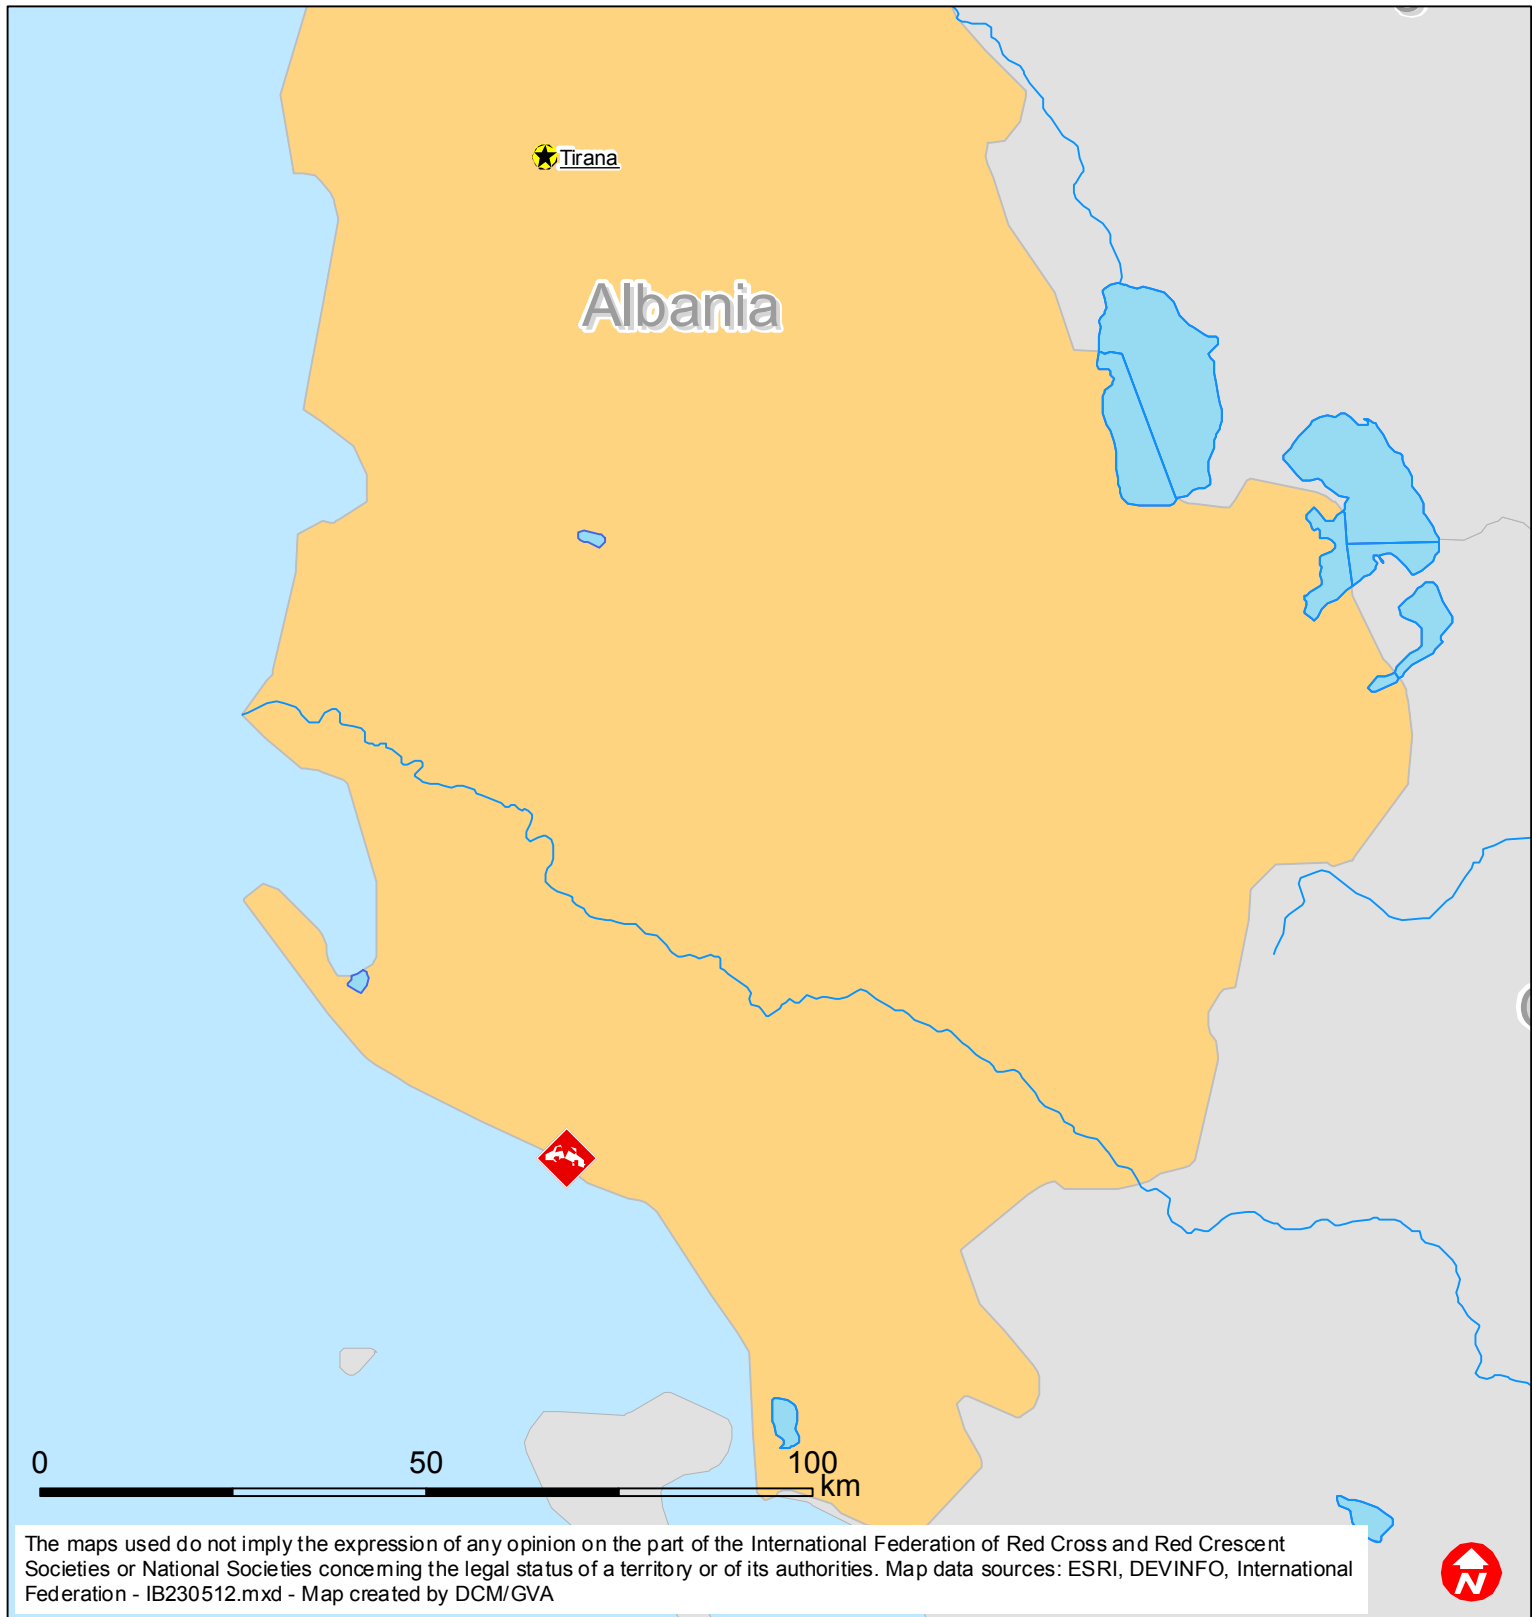 Tirana
Albania
0 50 100
km
The maps used do not imply the expression of any opinion on the part of the International Federation of Red Cross and Red Crescent
Societies or National Societies concerning the legal status of a territory or of its authorities. Map data sources: ESRI, DEVINFO, International
Federation - IB230512.mxd - Map created by DCM/GVA
N